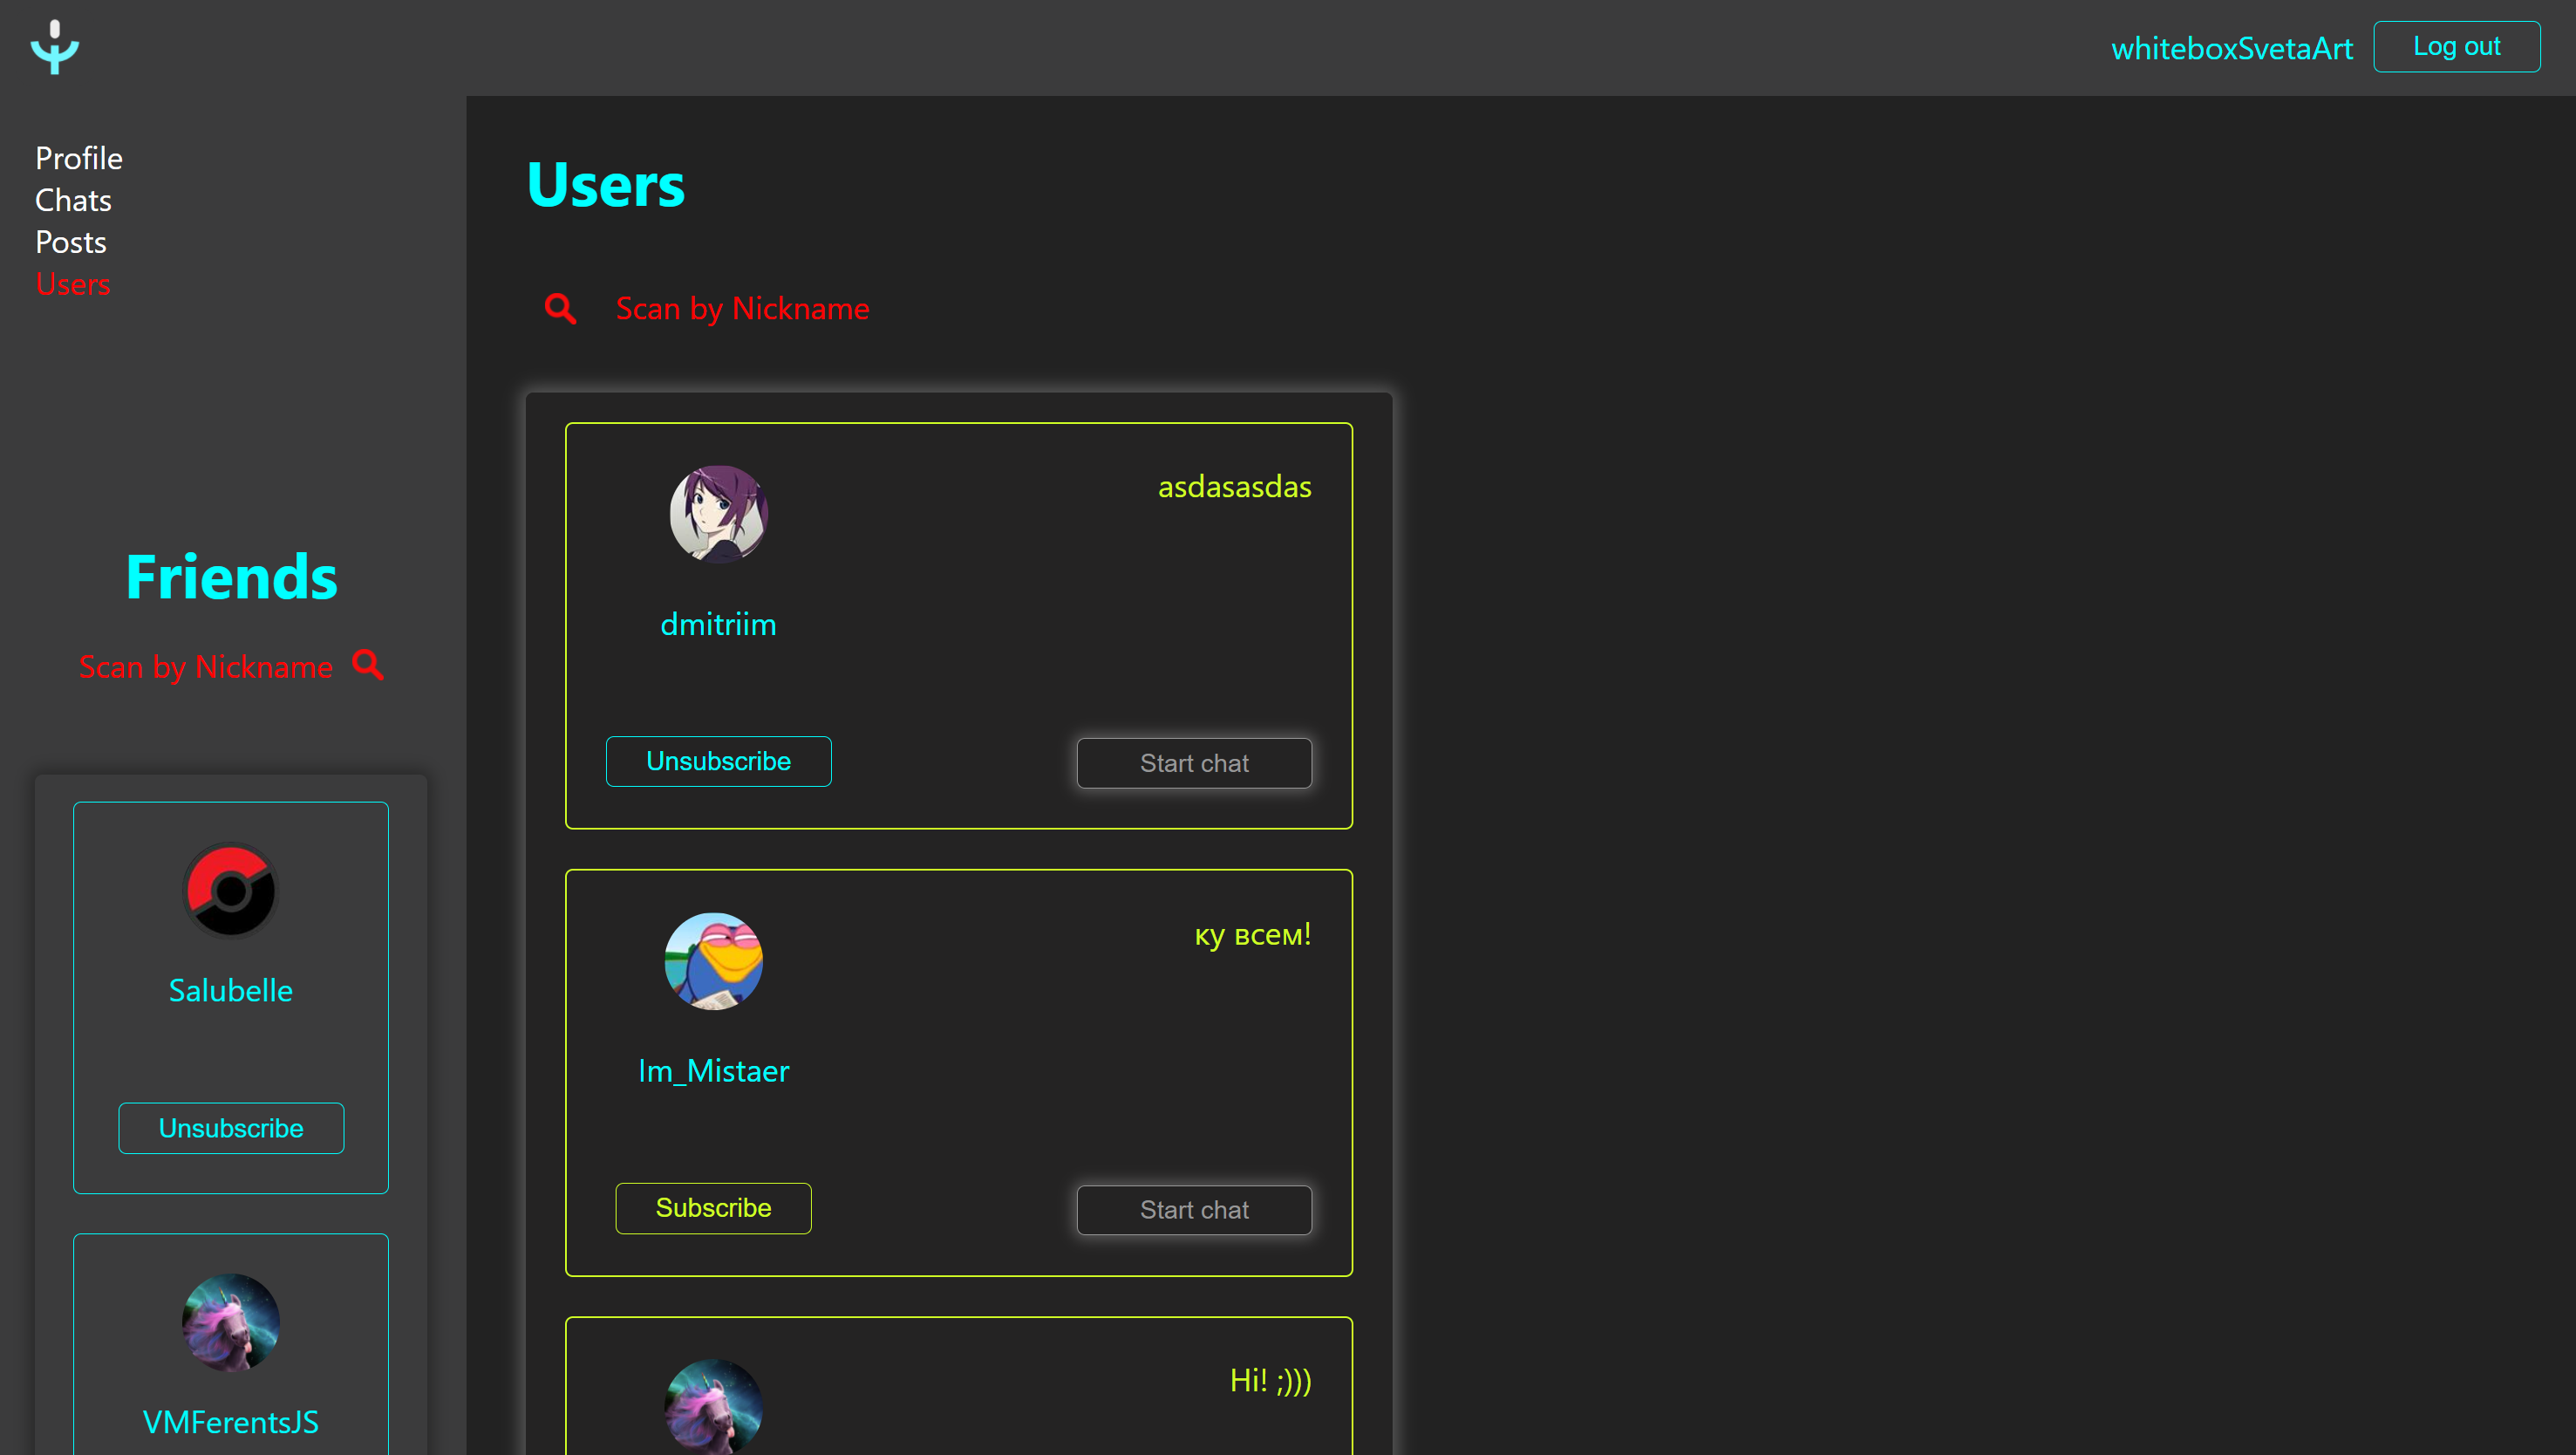 whiteboxSvetaArt
Log out
Profile
Chats
Posts
Users
Friends
Scan by Nickname
Salubelle
Unsubscribe
VMFerentsJS
Users
Scan by Nickname
asdasasdas
dmitriim
Unsubscribe
Start chat
ку всем!
Im_Mistaer
Subscribe
Start chat
Hi! ;)))